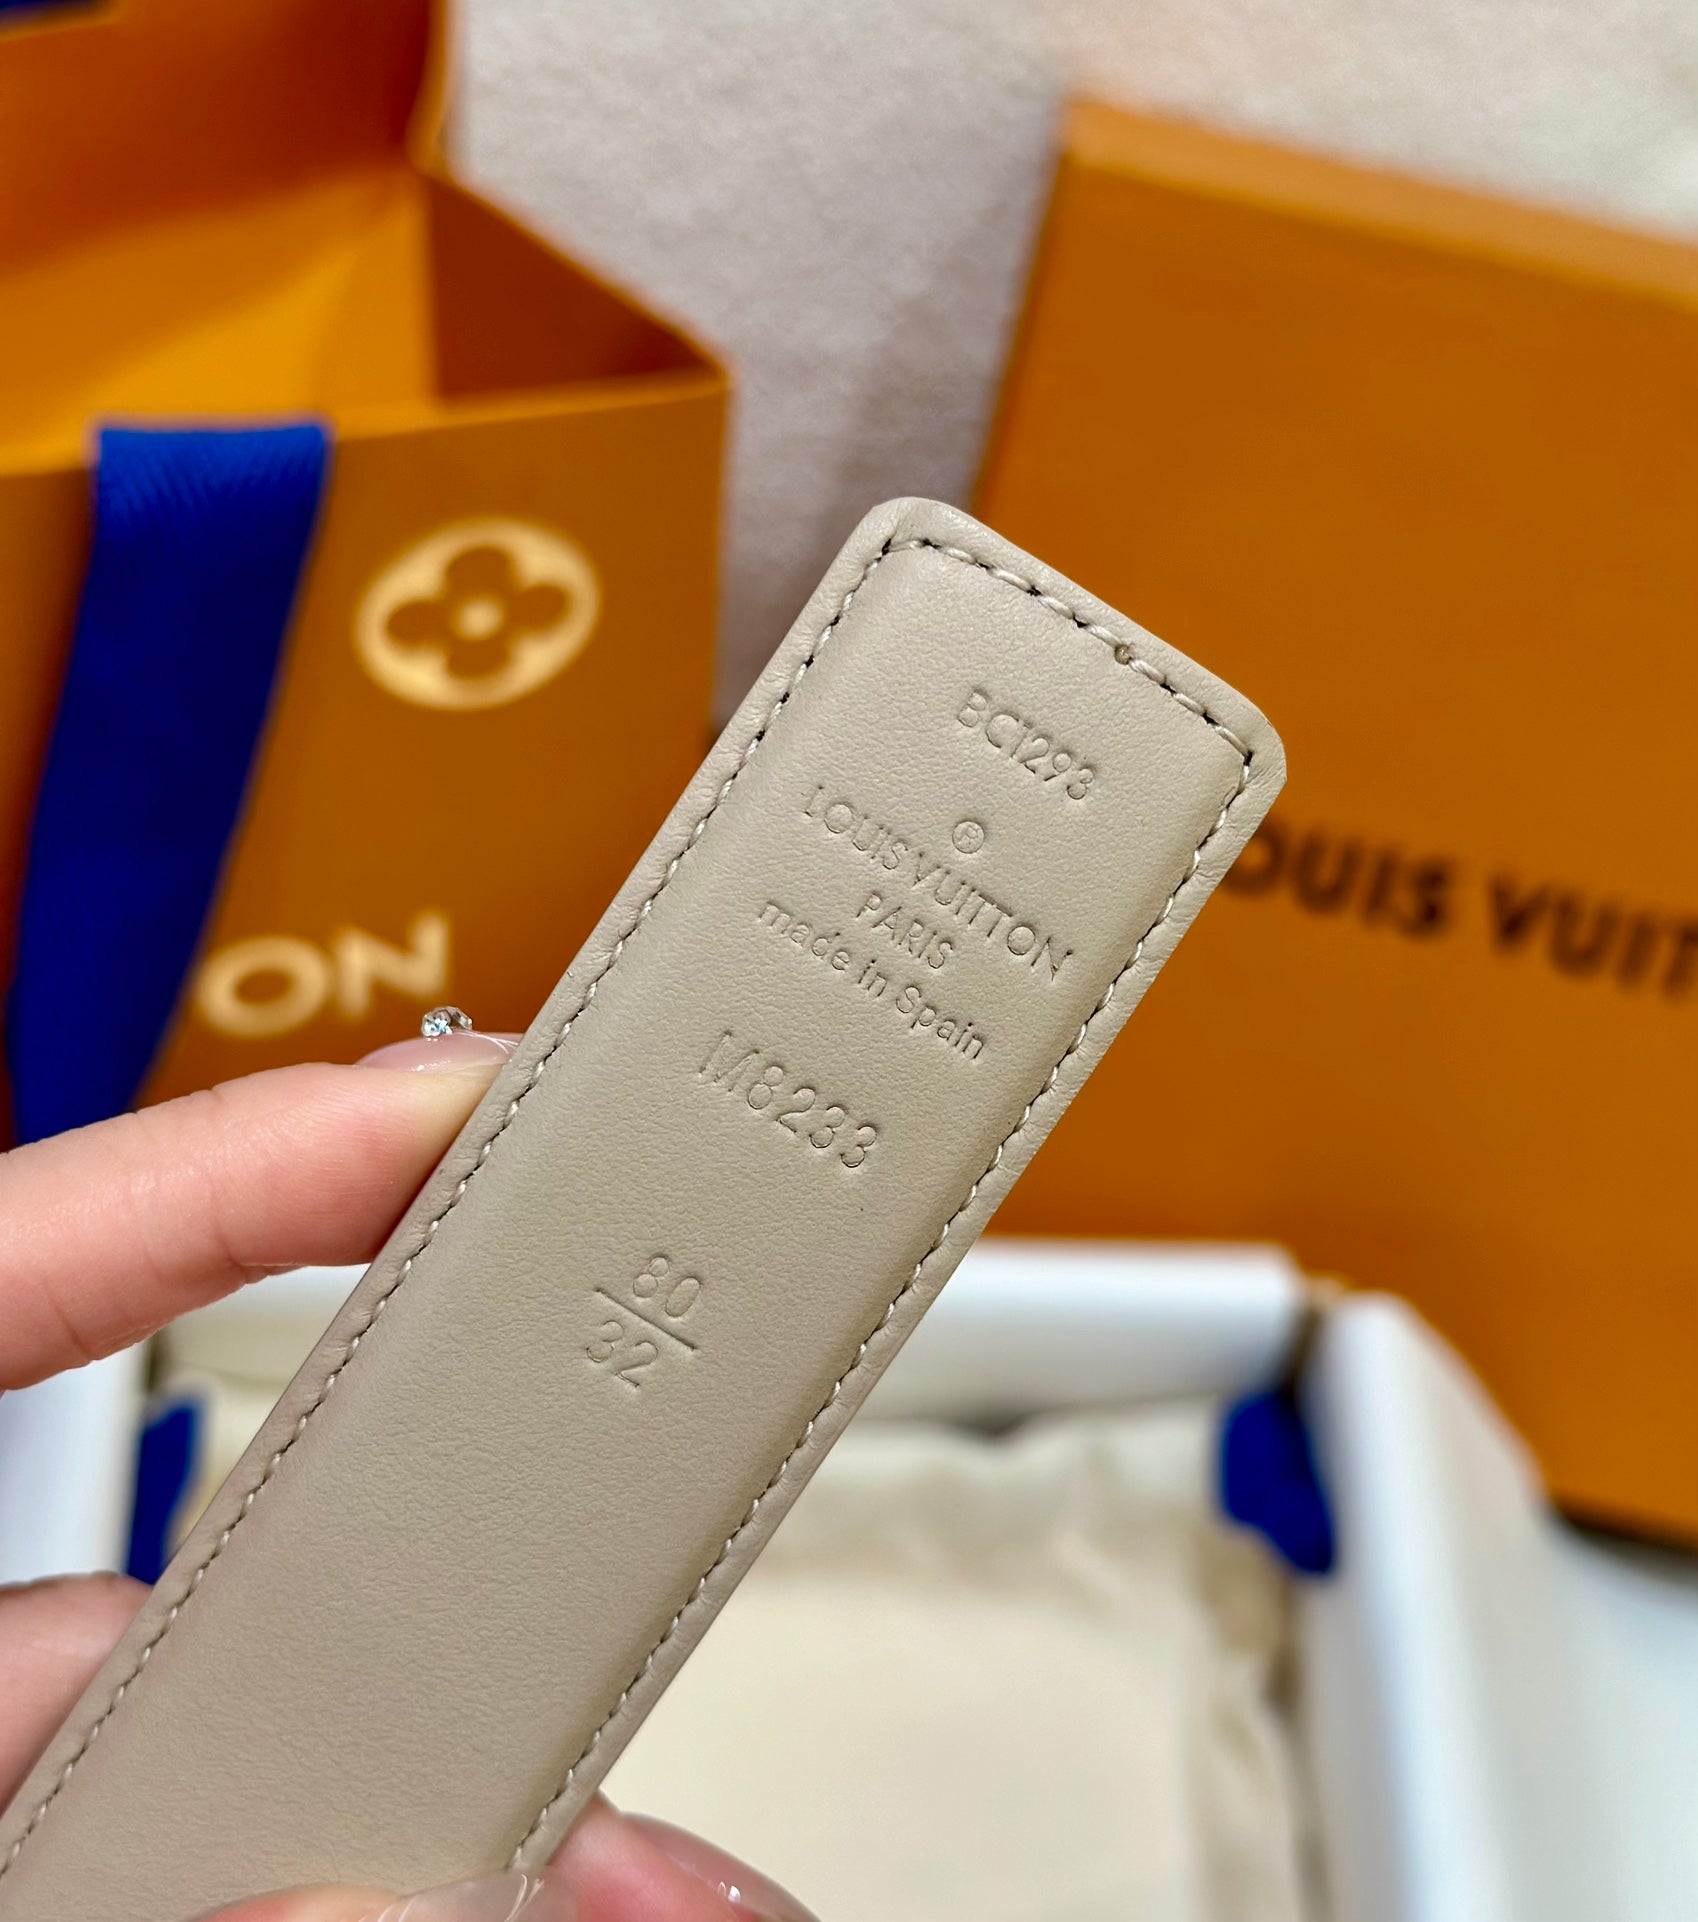 BC1293
®
LOUIS VUITTON
PARIS
made in Spain
M8233
80
32
ON
OUIS VUIT